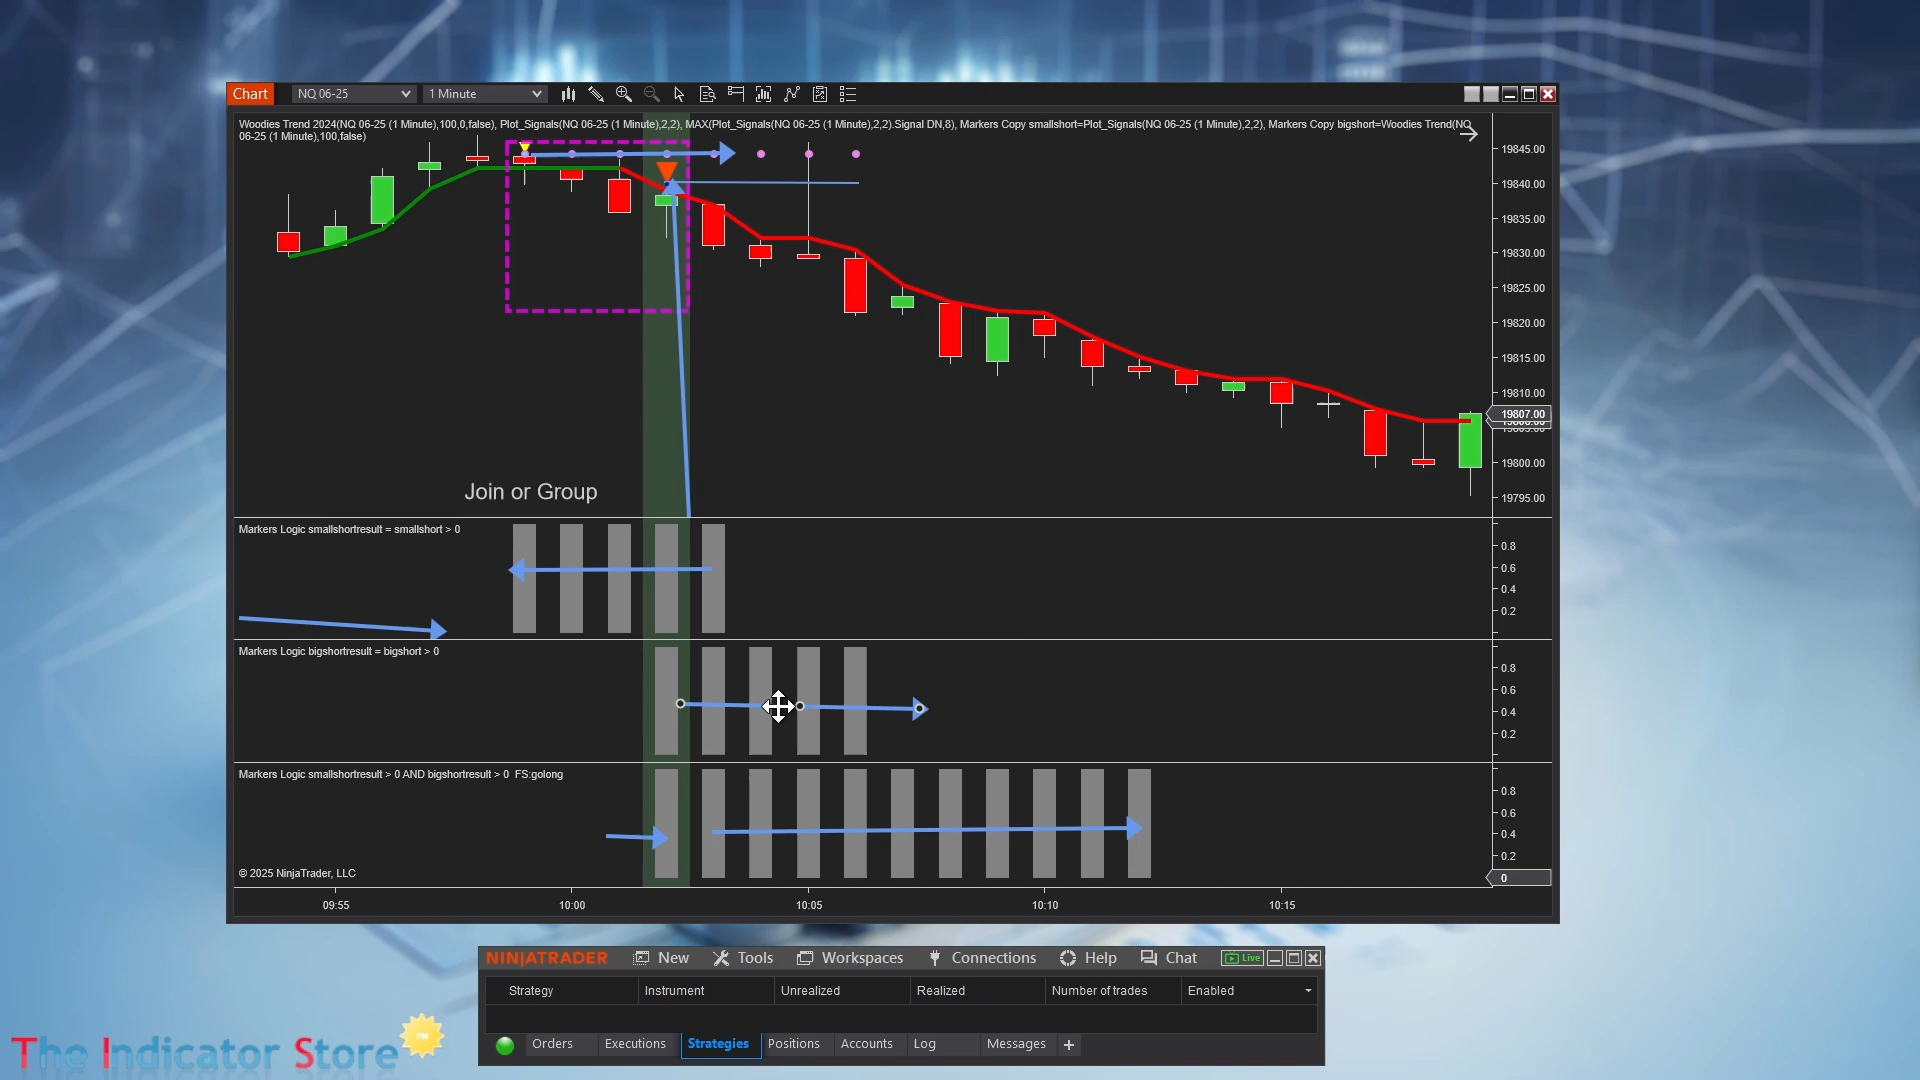 Chart NQ 06-25 1 Minute
Woodies Trend 2024(NQ 06-25 (1 Minute),100,0,false), Plot_Signals(NQ 06-25 (1 Minute),2,2), MAX(Plot_Signals(NQ 06-25 (1 Minute),2,2).Signal DN,8), Markers Copy smallshort=Plot_Signals(NQ 06-25 (1 Minute),2,2), Markers Copy bigshort=Woodies Trend(NQ
06-25 (1 Minute),100,false)
19845.00
19840.00
19835.00
19830.00
19825.00
19820.00
19815.00
19810.00
19807.00
19800.00
19795.00
Join or Group
Markers Logic smallshortresult = smallshort > 0
0.8
0.6
0.4
0.2
Markers Logic bigshortresult = bigshort > 0
0.8
0.6
0.4
0.2
Markers Logic smallshortresult > 0 AND bigshortresult > 0 FS:golong
0.8
0.6
0.4
0.2
0
© 2025 NinjaTrader, LLC
09:55 10:00 10:05 10:10 10:15
NINJATRADER New Tools Workspaces Connections Help Chat Live
Strategy Instrument Unrealized Realized Number of trades Enabled
Orders Executions Strategies Positions Accounts Log Messages +
The Indicator Store